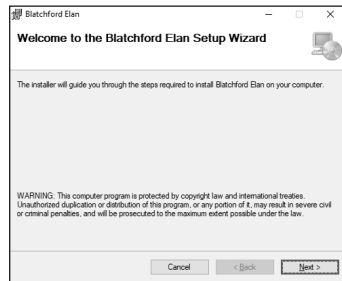 Blatchford Elan
Welcome to the Blatchford Elan Setup Wizard
The installer will guide you through the steps required to install Blatchford Elan on your computer.
WARNING: This computer program is protected by copyright law and international treaties.
Unauthorized duplication or distribution of this program, or any portion of it, may result in severe civil
or criminal penalties, and will be prosecuted to the maximum extent possible under the law.
Cancel < Back Next >